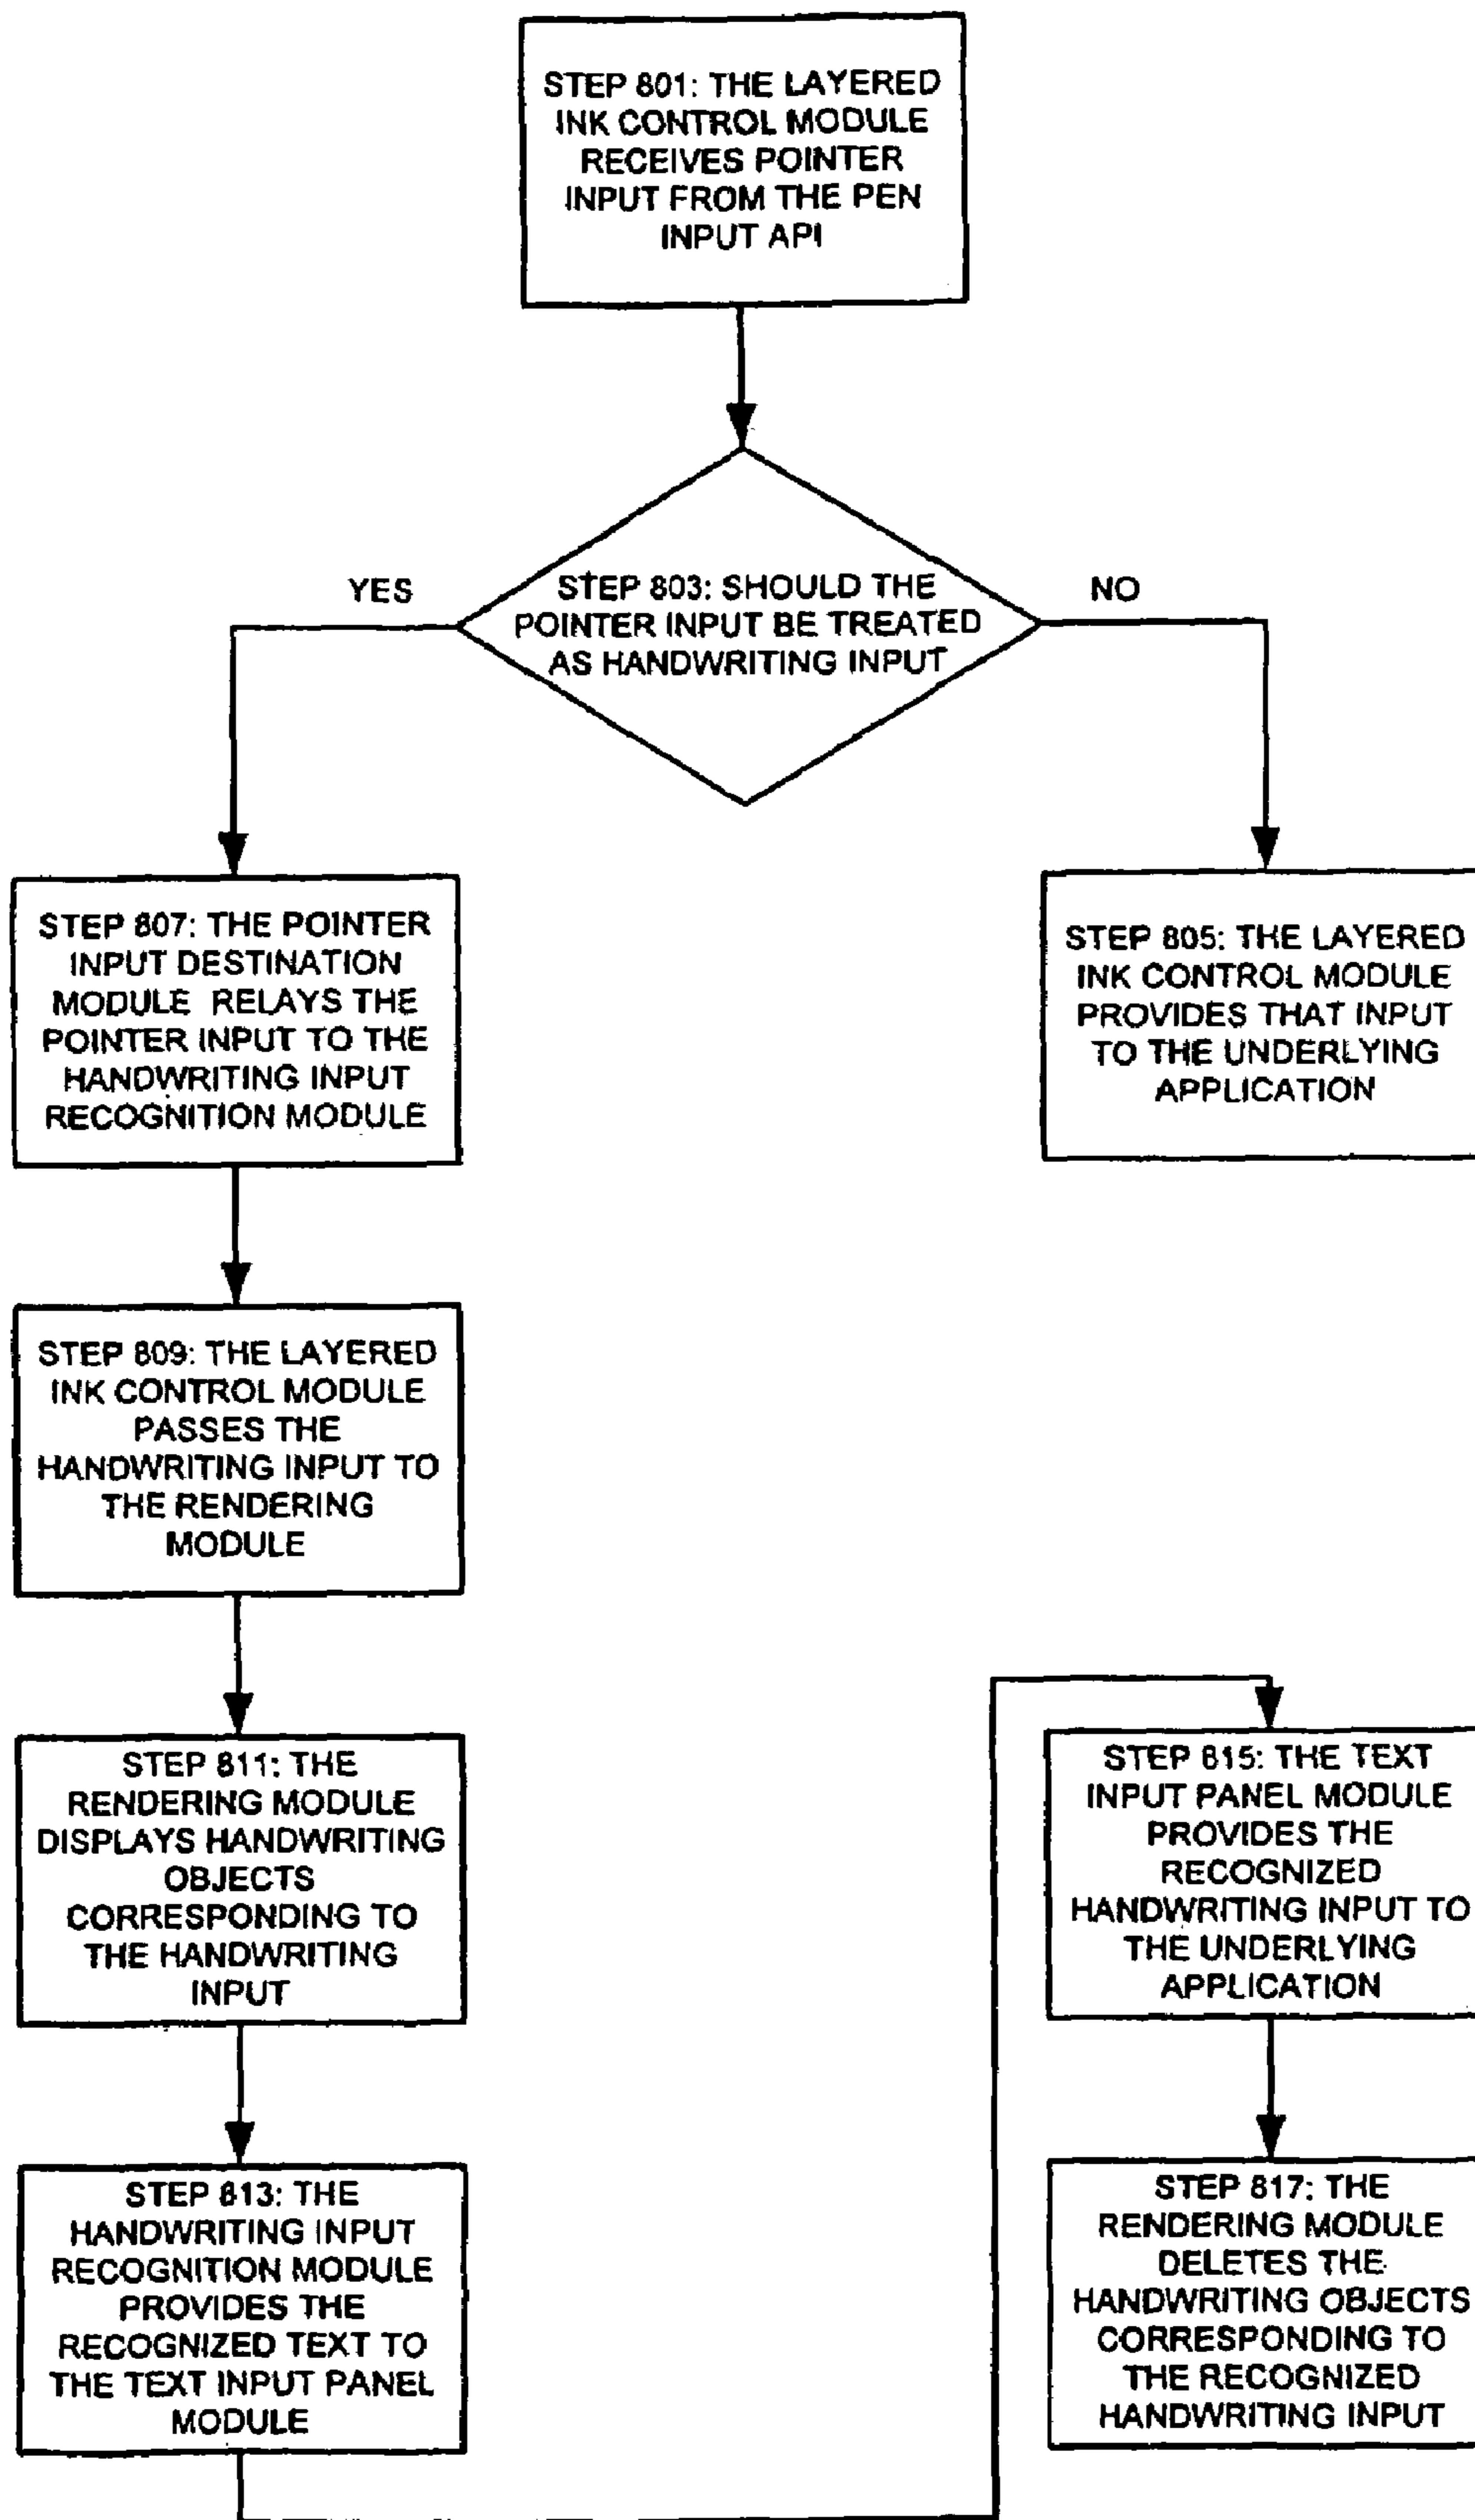 STEP 801: THE LAYERED
INK CONTROL MODULE
RECEIVES POINTER
INPUT FROM THE PEN
INPUT API
YES
STEP 803: SHOULD THE
POINTER INPUT BE TREATED
AS HANDWRITING INPUT
NO
STEP 807: THE POINTER
INPUT DESTINATION
MODULE RELAYS THE
POINTER INPUT TO THE
HANDWRITING INPUT
RECOGNITION MODULE
STEP 805: THE LAYERED
INK CONTROL MODULE
PROVIDES THAT INPUT
TO THE UNDERLYING
APPLICATION
STEP 809: THE LAYERED
INK CONTROL MODULE
PASSES THE
HANDWRITING INPUT TO
THE RENDERING
MODULE
STEP 811: THE
RENDERING MODULE
DISPLAYS HANDWRITING
OBJECTS
CORRESPONDING TO
THE HANDWRITING
INPUT
STEP 813: THE
HANDWRITING INPUT
RECOGNITION MODULE
PROVIDES THE
RECOGNIZED TEXT TO
THE TEXT INPUT PANEL
MODULE
STEP 815: THE TEXT
INPUT PANEL MODULE
PROVIDES THE
RECOGNIZED
HANDWRITING INPUT TO
THE UNDERLYING
APPLICATION
STEP 817: THE
RENDERING MODULE
DELETES THE
HANDWRITING OBJECTS
CORRESPONDING TO
THE RECOGNIZED
HANDWRITING INPUT